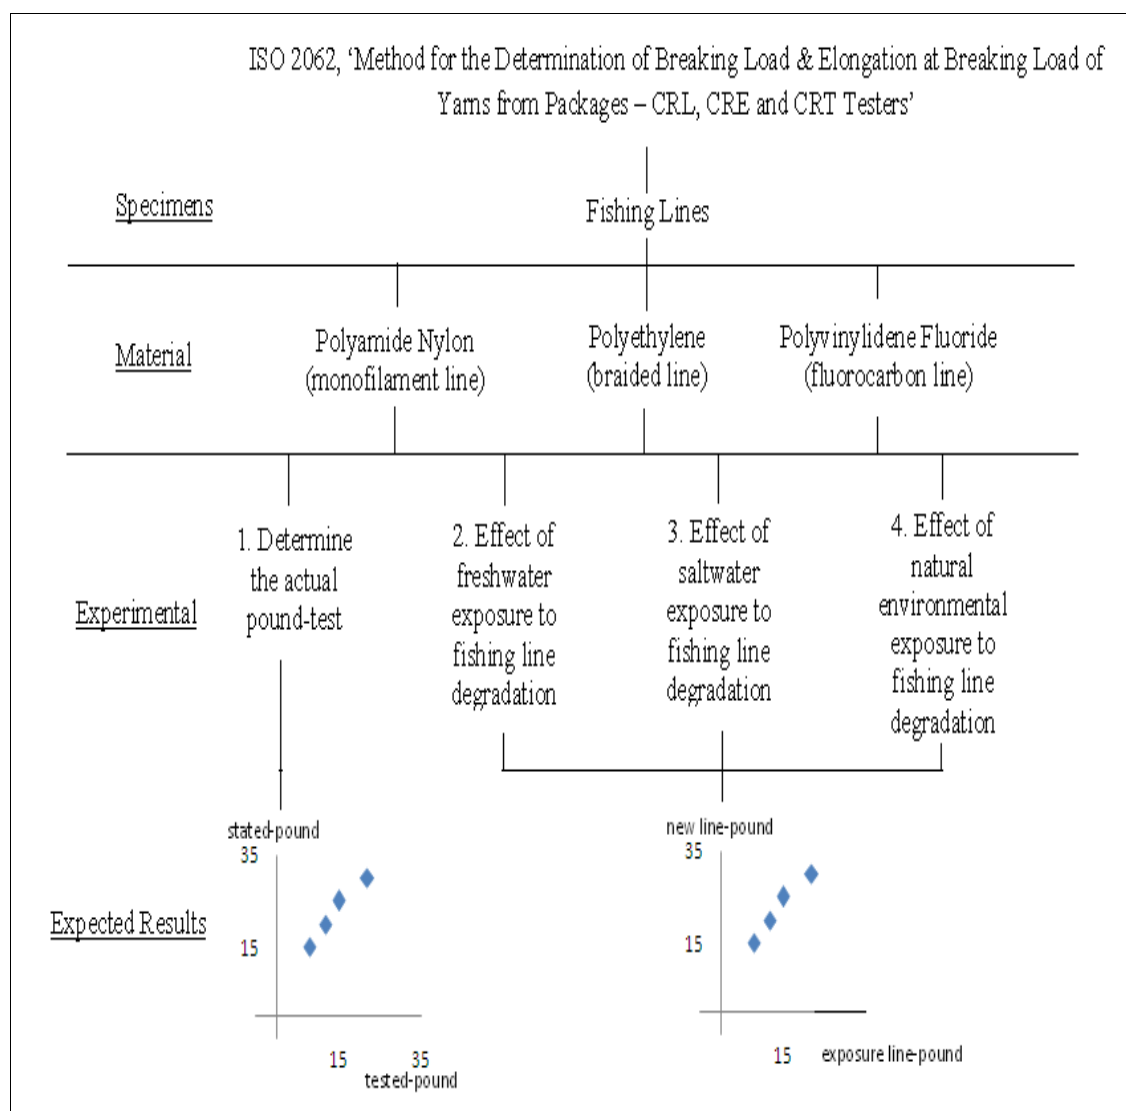 ISO 2062, ‘Method for the Determination of Breaking Load & Elongation at Breaking Load of
Yarns from Packages – CRL, CRE and CRT Testers’
Specimens
Fishing Lines
Material
Polyamide Nylon
(monofilament line)
Polyethylene
(braided line)
Polyvinylidene Fluoride
(fluorocarbon line)
Experimental
1. Determine
the actual
pound-test
2. Effect of
freshwater
exposure to
fishing line
degradation
3. Effect of
saltwater
exposure to
fishing line
degradation
4. Effect of
natural
environmental
exposure to
fishing line
degradation
Expected Results
stated-pound
35
15
15
35
tested-pound
new line-pound
35
15
15
exposure line-pound